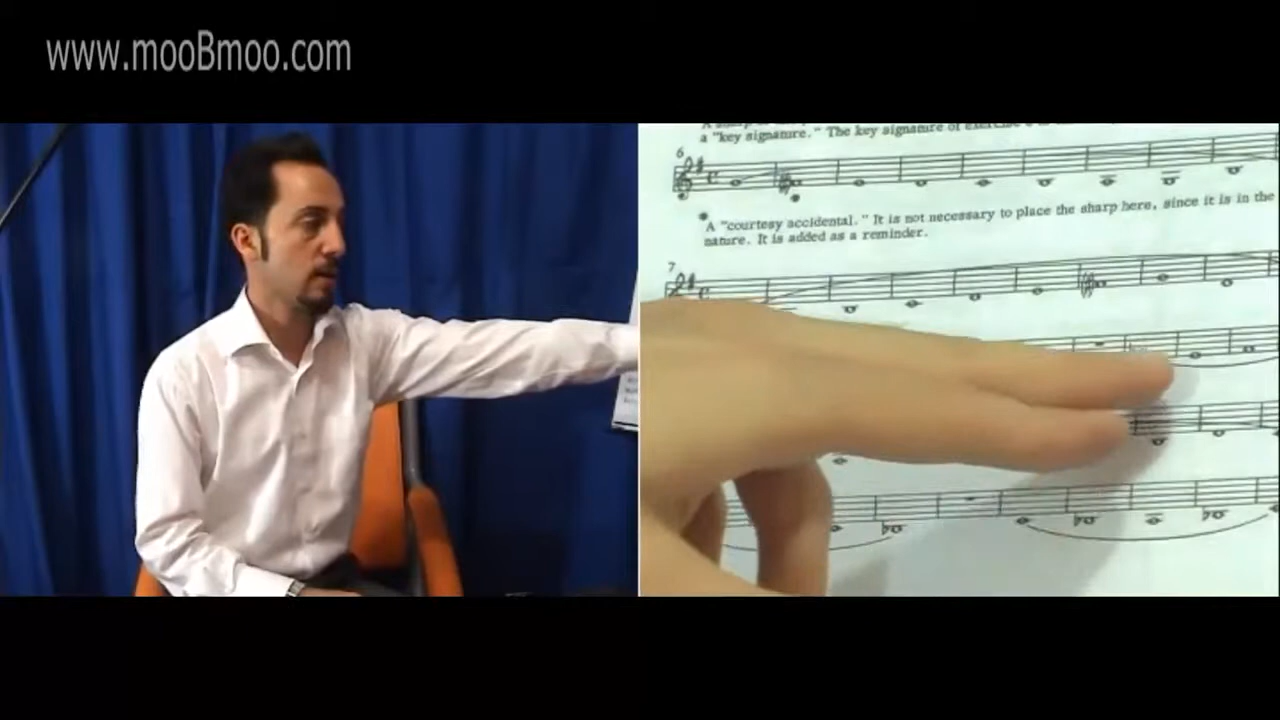 www.mooBmoo.com
a "key signature." The key signature of
6
A "courtesy accidental." It is not necessary to place the sharp here, since it is in the
nature. It is added as a reminder.
7